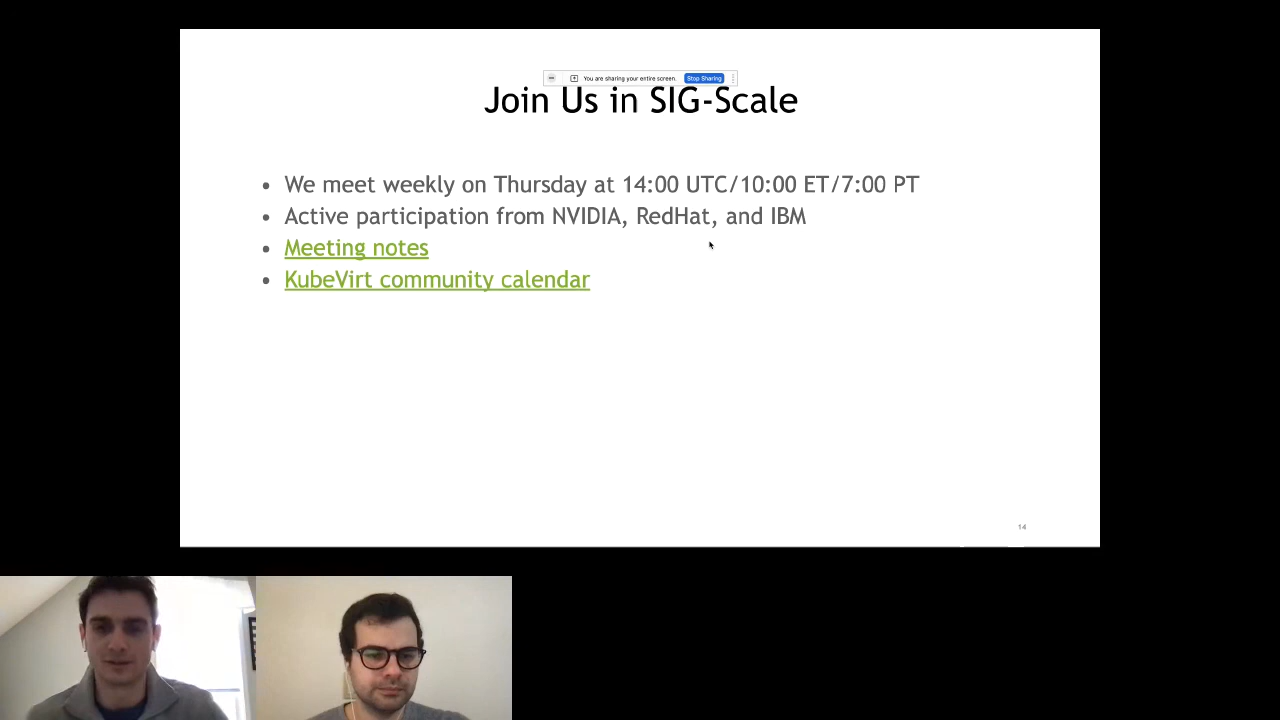 You are sharing your entire screen. Stop Sharing
Join Us in SIG-Scale
• We meet weekly on Thursday at 14:00 UTC/10:00 ET/7:00 PT
• Active participation from NVIDIA, RedHat, and IBM
• Meeting notes
• KubeVirt community calendar
14